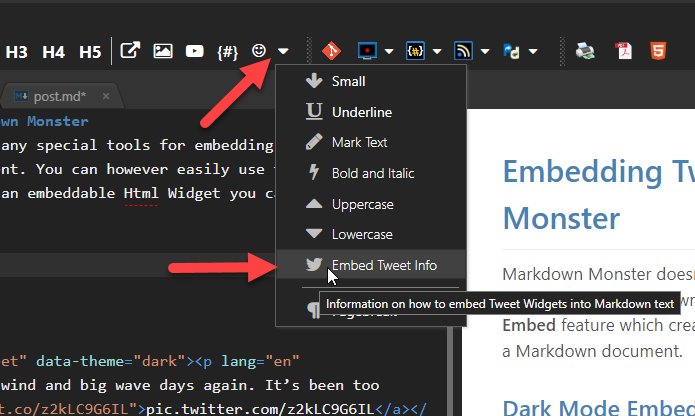 H3 H4 H5 {#} {#}
post.md* ×
Small
Underline
Mark Text
Bold and Italic
Uppercase
Lowercase
Embed Tweet Info
Information on how to embed Tweet Widgets into Markdown text
own Monster
any special tools for embedding
ent. You can however easily use
an embeddable Html Widget you ca
eet" data-theme="dark"><p lang="en"
wind and big wave days again. It’s been too
t.co/z2kLC9G6IL">pic.twitter.com/z2kLC9G6IL</a></
Embedding Tw
Monster
Markdown Monster does
Embed feature which crea
a Markdown document.
Dark Mode Embed